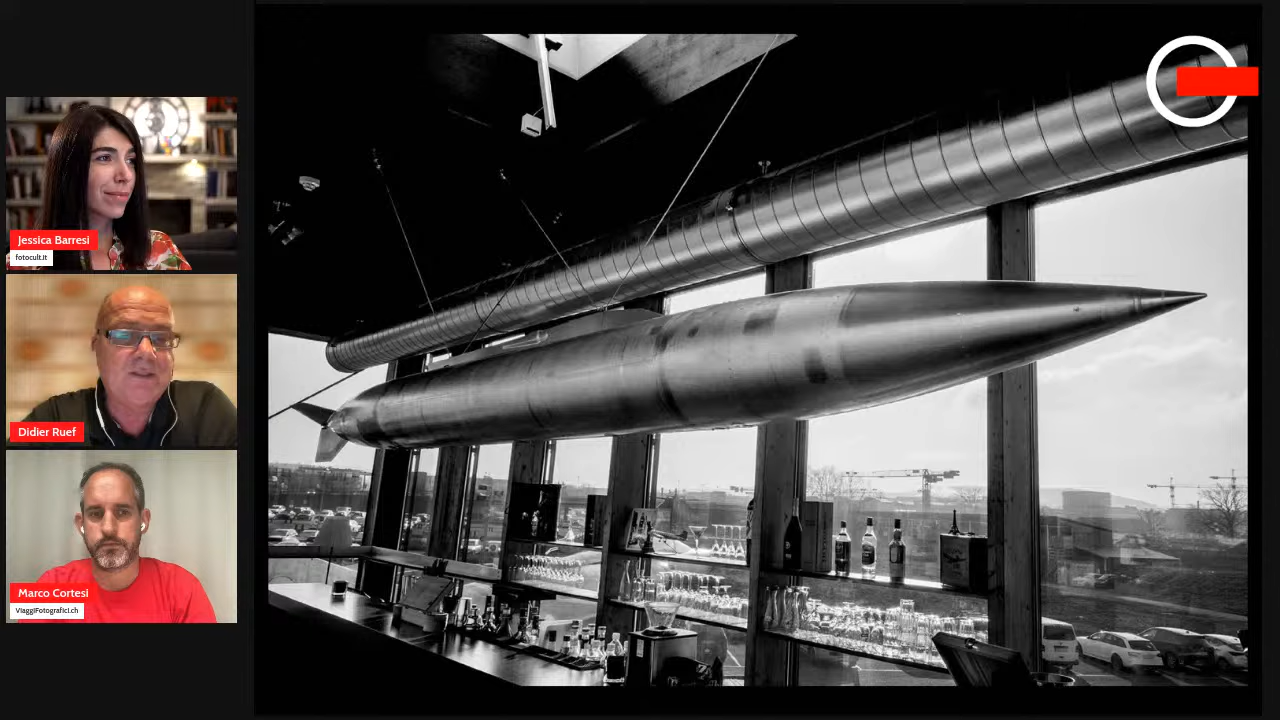 Jessica Barresi
fotocult.it
Didier Ruef
Marco Cortesi
ViaggiFotografici.ch